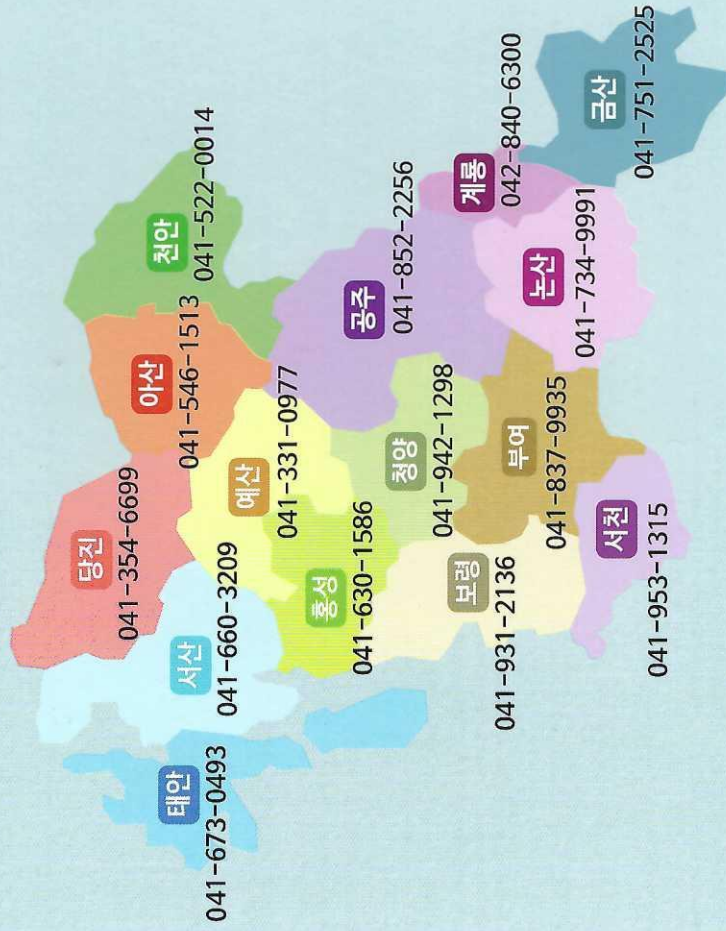 당진
041-354-6699
아산
041-546-1513
천안
041-522-0014
태안
041-673-0493
서산
041-660-3209
예산
041-331-0977
홍성
041-630-1586
공주
041-852-2256
청양
041-942-1298
계룡
042-840-6300
보령
041-931-2136
부여
041-837-9935
논산
041-734-9991
금산
041-751-2525
서천
041-953-1315